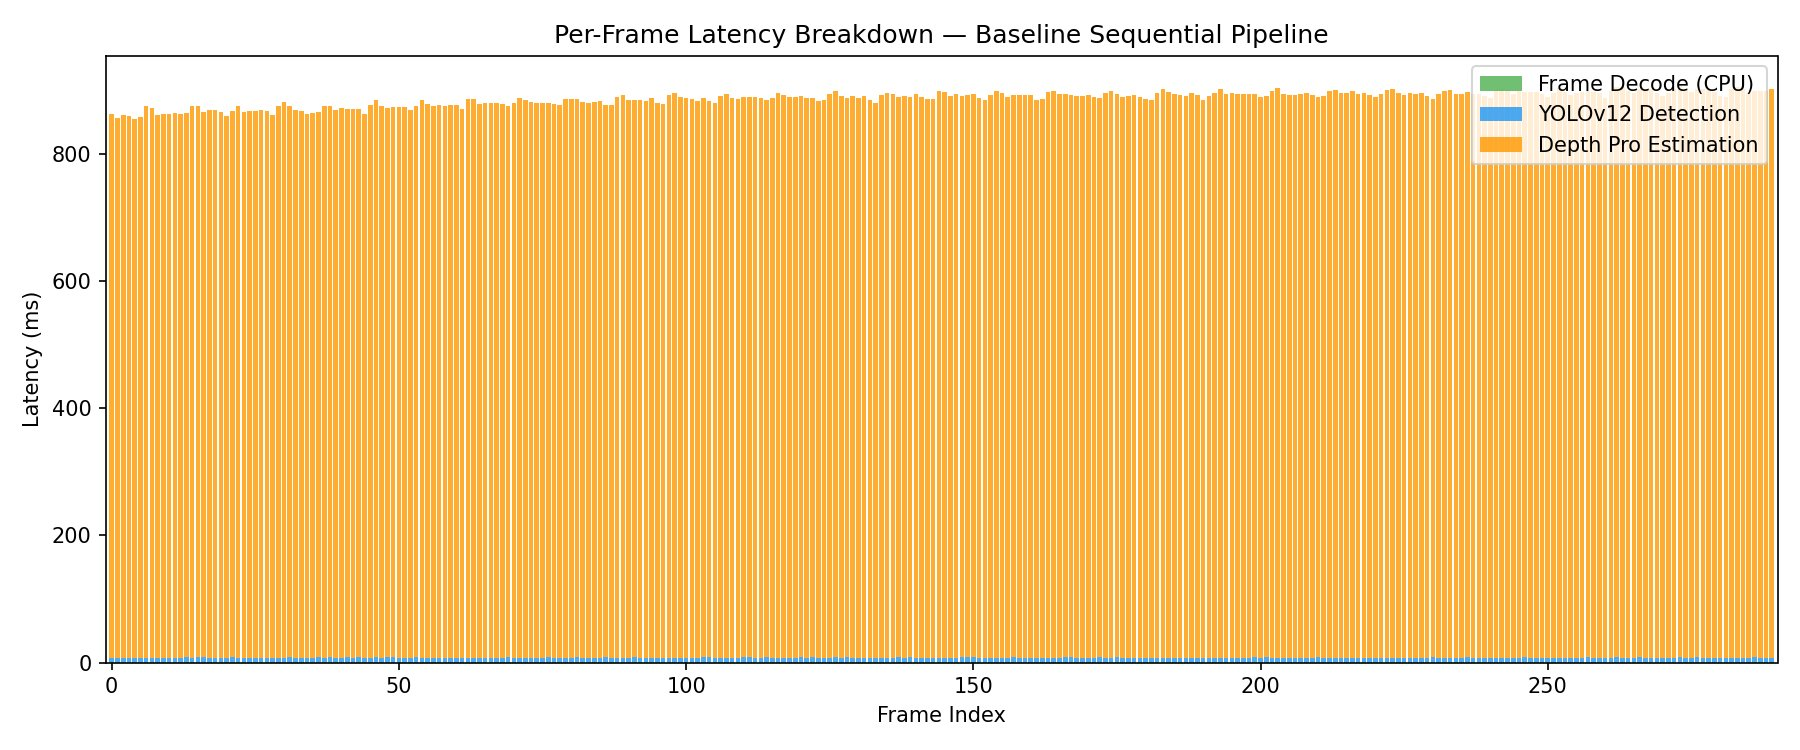 Per-Frame Latency Breakdown — Baseline Sequential Pipeline
Frame Decode (CPU)
YOLOv12 Detection
Depth Pro Estimation
Latency (ms)
800
600
400
200
0
0 50 100 150 200 250
Frame Index